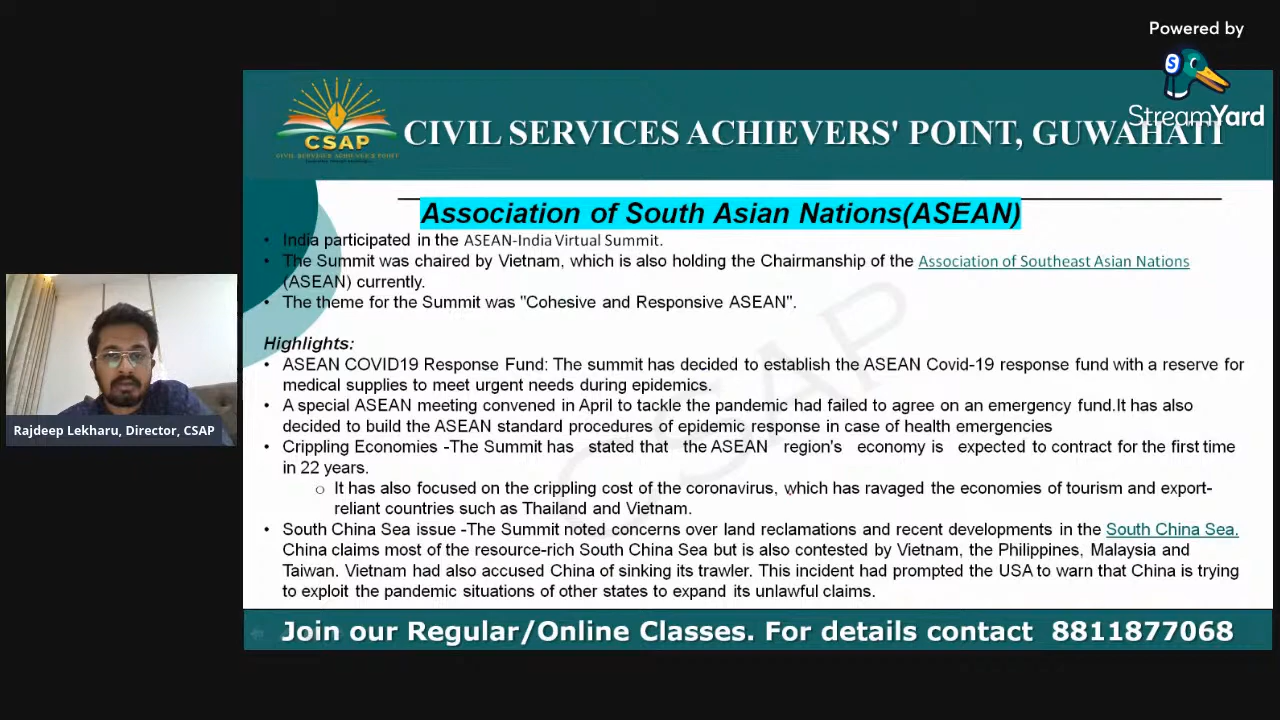 Powered by
StreamYard
CSAP
CIVIL SERVICES ACHIEVER'S POINT
CIVIL SERVICES ACHIEVERS' POINT, GUWAHATI
Association of South Asian Nations(ASEAN)
• India participated in the ASEAN-India Virtual Summit.
• The Summit was chaired by Vietnam, which is also holding the Chairmanship of the Association of Southeast Asian Nations
(ASEAN) currently.
• The theme for the Summit was "Cohesive and Responsive ASEAN".
Highlights:
• ASEAN COVID19 Response Fund: The summit has decided to establish the ASEAN Covid-19 response fund with a reserve for
medical supplies to meet urgent needs during epidemics.
• A special ASEAN meeting convened in April to tackle the pandemic had failed to agree on an emergency fund.It has also
decided to build the ASEAN standard procedures of epidemic response in case of health emergencies
• Crippling Economies -The Summit has stated that the ASEAN region's economy is expected to contract for the first time
in 22 years.
○ It has also focused on the crippling cost of the coronavirus, which has ravaged the economies of tourism and export-
reliant countries such as Thailand and Vietnam.
• South China Sea issue -The Summit noted concerns over land reclamations and recent developments in the South China Sea.
China claims most of the resource-rich South China Sea but is also contested by Vietnam, the Philippines, Malaysia and
Taiwan. Vietnam had also accused China of sinking its trawler. This incident had prompted the USA to warn that China is trying
to exploit the pandemic situations of other states to expand its unlawful claims.
CSAP
Rajdeep Lekharu, Director, CSAP
Join our Regular/Online Classes. For details contact 8811877068